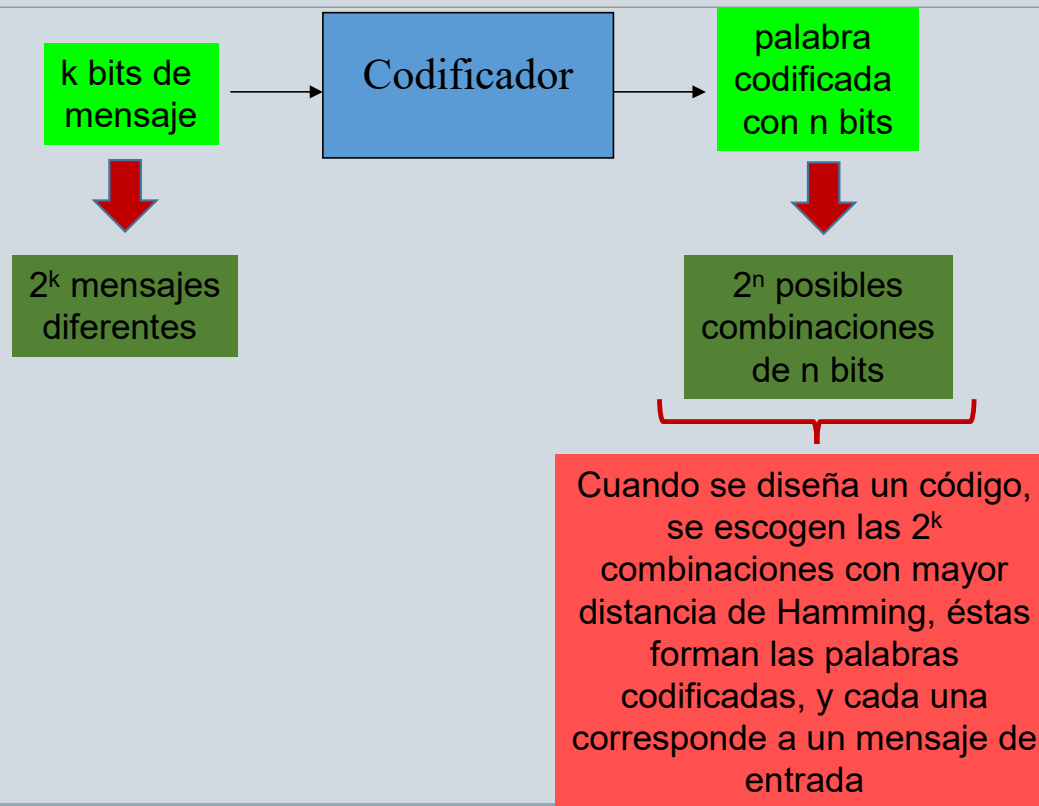 k bits de
mensaje
Codificador
palabra
codificada
con n bits
2ᵏ mensajes
diferentes
2ⁿ posibles
combinaciones
de n bits
Cuando se diseña un código,
se escogen las 2ᵏ
combinaciones con mayor
distancia de Hamming, éstas
forman las palabras
codificadas, y cada una
corresponde a un mensaje de
entrada